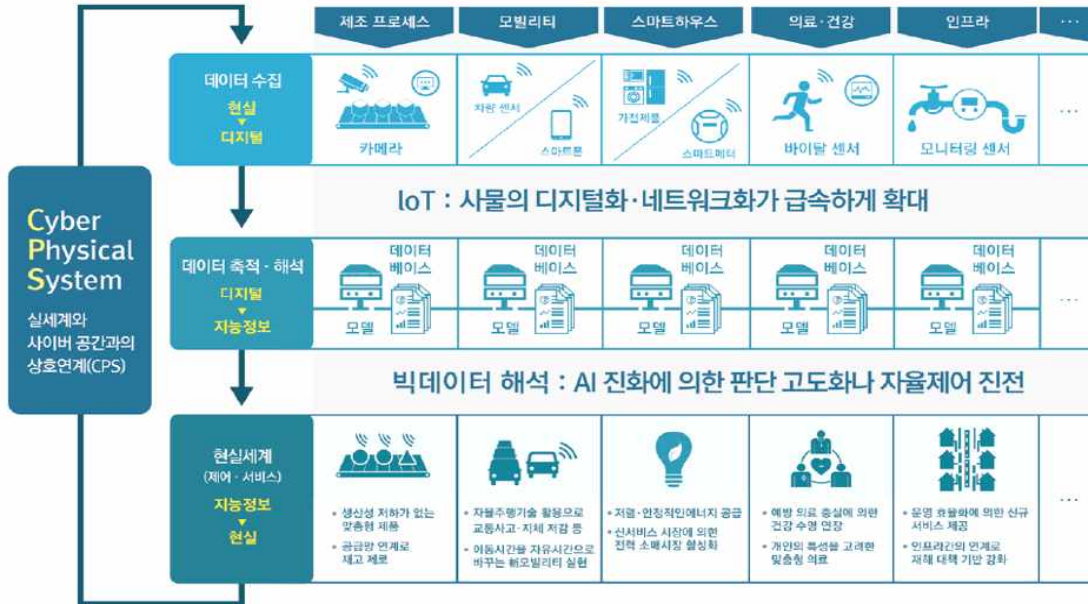 제조 프로세스
모빌리티
스마트하우스
의료·건강
인프라
...
Cyber
Physical
System
실세계와
사이버 공간과의
상호연계(CPS)
데이터 수집
현실
디지털
카메라
차량 센서
스마트폰
가전제품
스마트메터
바이탈 센서
모니터링 센서
...
IoT : 사물의 디지털화·네트워크화가 급속하게 확대
데이터 축적·해석
디지털
지능정보
데이터
베이스
모델
데이터
베이스
모델
데이터
베이스
모델
데이터
베이스
모델
데이터
베이스
모델
...
빅데이터 해석 : AI 진화에 의한 판단 고도화나 자율제어 진전
현실세계
(제어·서비스)
지능정보
현실
• 생산성 저하가 없는
맞춤형 제품
• 공급망 연계로
재고 제로
• 자율주행기술 활용으로
교통사고·지체 저감 등
• 이동시간을 자유시간으로
바꾸는 新모빌리티 실현
• 저렴·안정적인에너지 공급
• 신서비스 시장에 의한
전력 소매시장 활성화
• 예방 의료 충실에 의한
건강 수명 연장
• 개인의 특성을 고려한
맞춤형 의료
• 운영 효율화에 의한 신규
서비스 제공
• 인프라간의 연계로
재해 대책 기반 강화
...